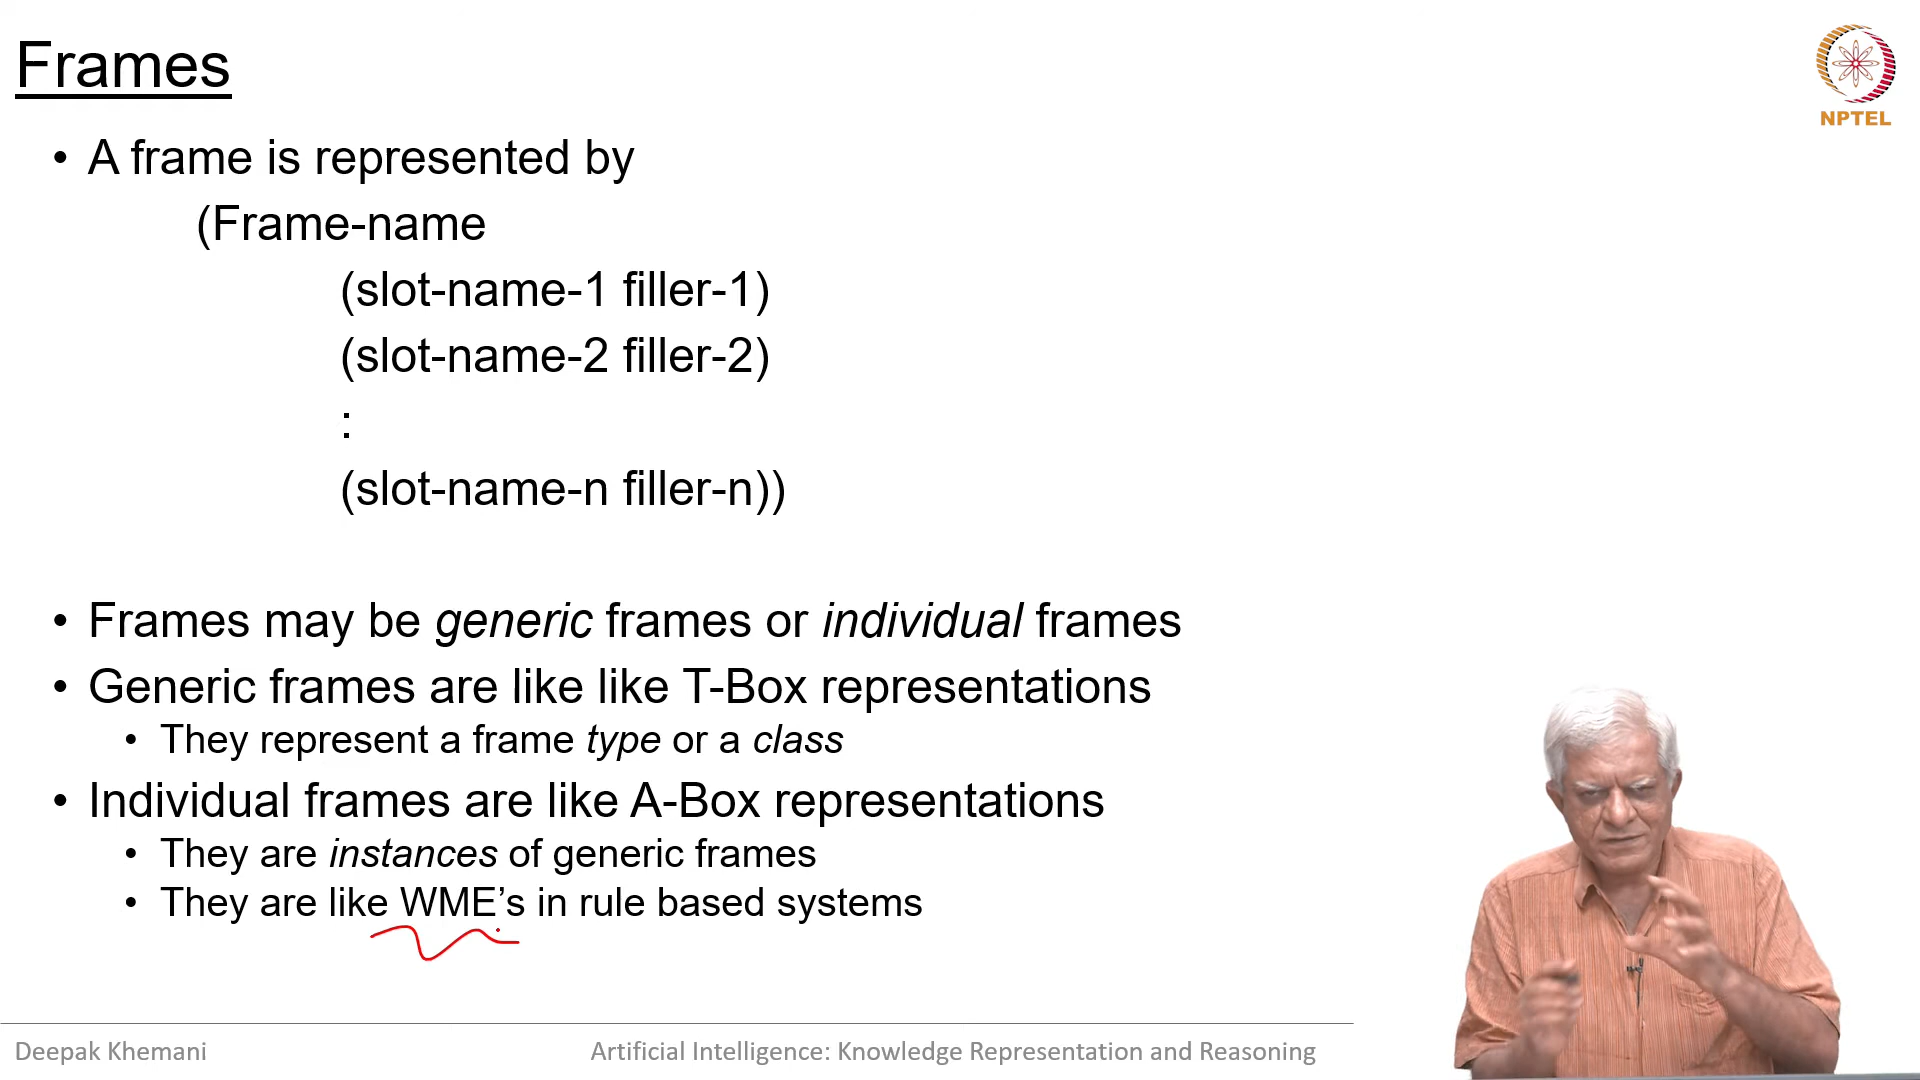 Frames
NPTEL
• A frame is represented by
(Frame-name
(slot-name-1 filler-1)
(slot-name-2 filler-2)
:
(slot-name-n filler-n))
• Frames may be generic frames or individual frames
• Generic frames are like like T-Box representations
• They represent a frame type or a class
• Individual frames are like A-Box representations
• They are instances of generic frames
• They are like WME’s in rule based systems
Deepak Khemani
Artificial Intelligence: Knowledge Representation and Reasoning